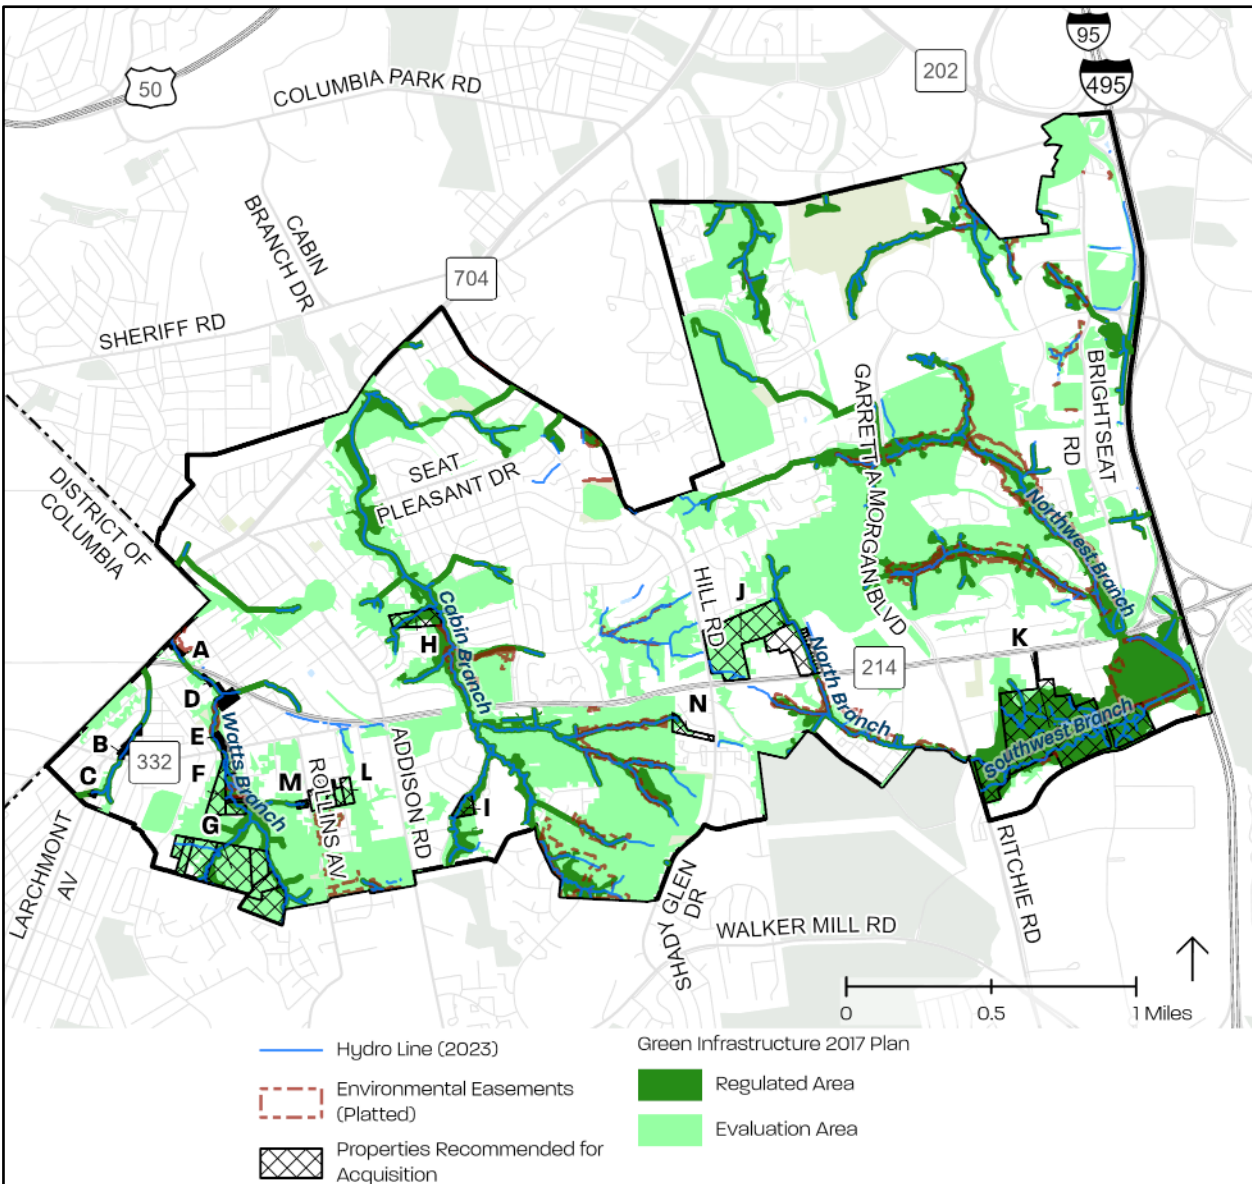 95
50
202
495
COLUMBIA PARK RD
CABIN
BRANCH DR
704
SHERIFF RD
BRIGHTSEAT
RD
GARRETT A MORGAN BLVD
SEAT
PLEASANT DR
DISTRICT OF
COLUMBIA
Northwest Branch
HILL RD
J
Cabin Branch
H
A
K
North Branch
214
D
N
Watts Branch
E
B
332
ADDISON RD
Southwest Branch
F
C
M
ROLLINS AV
L
I
G
LARCHMONT
AV
RITCHIE RD
SHADY GLEN
DR
WALKER MILL RD
0
0.5
1 Miles
Hydro Line (2023)
Environmental Easements
(Platted)
Properties Recommended for
Acquisition
Green Infrastructure 2017 Plan
Regulated Area
Evaluation Area